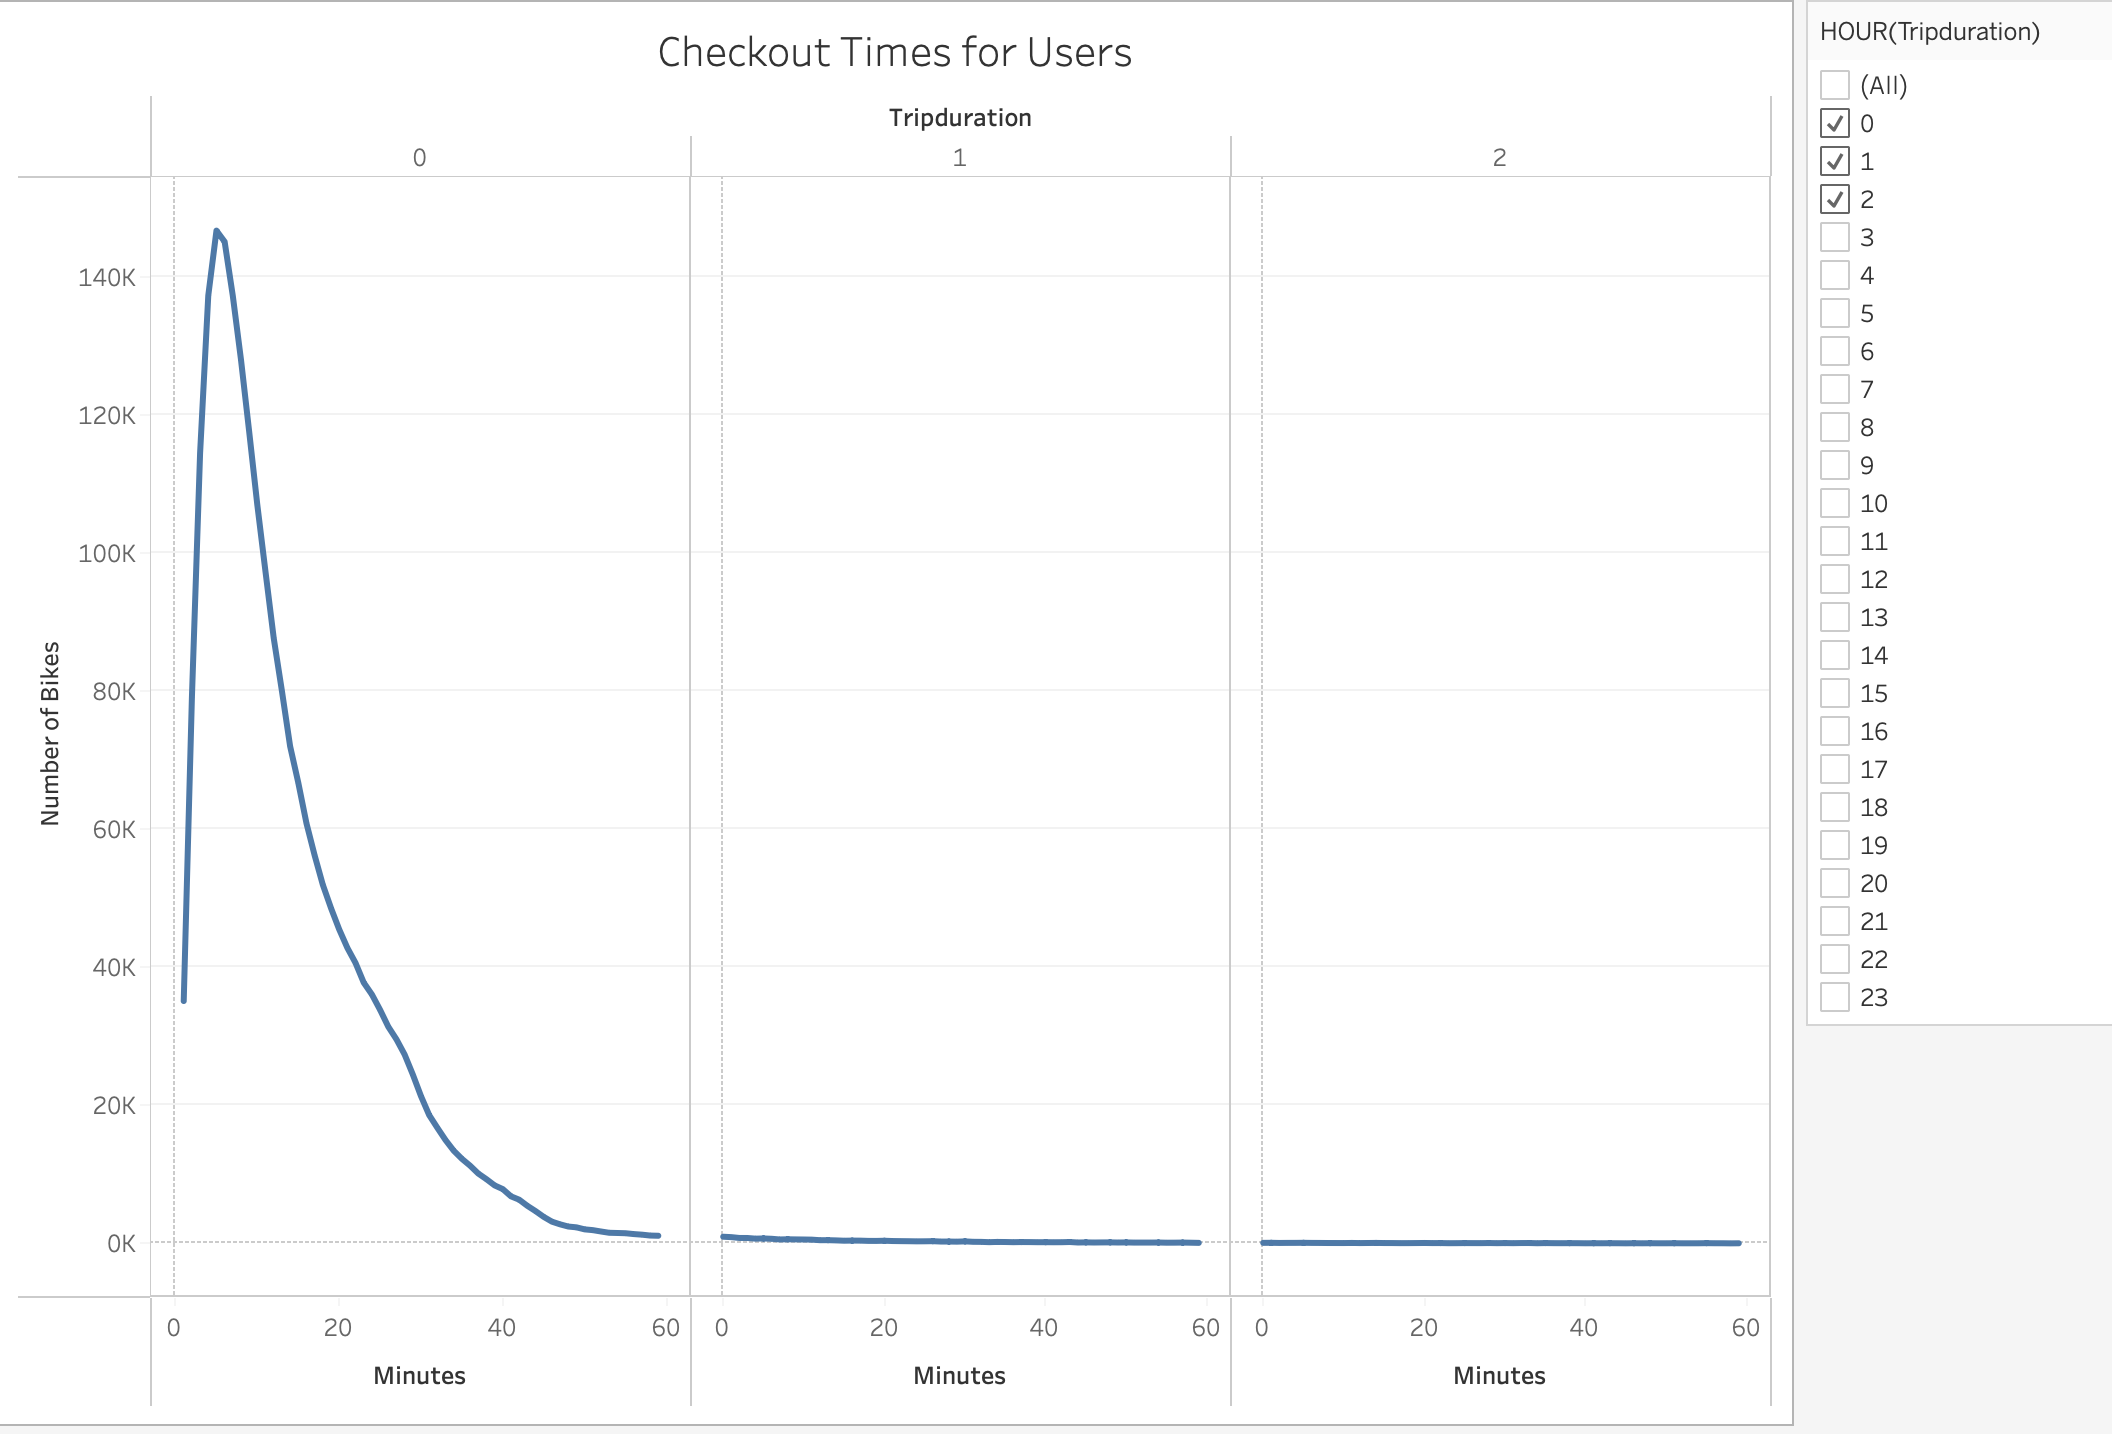 Checkout Times for Users
Tripduration
0 1 2
140K
120K
100K
80K
60K
40K
20K
0K
Number of Bikes
0 20 40 60 0 20 40 60 0 20 40 60
Minutes Minutes Minutes
HOUR(Tripduration)
(All)
0
1
2
3
4
5
6
7
8
9
10
11
12
13
14
15
16
17
18
19
20
21
22
23